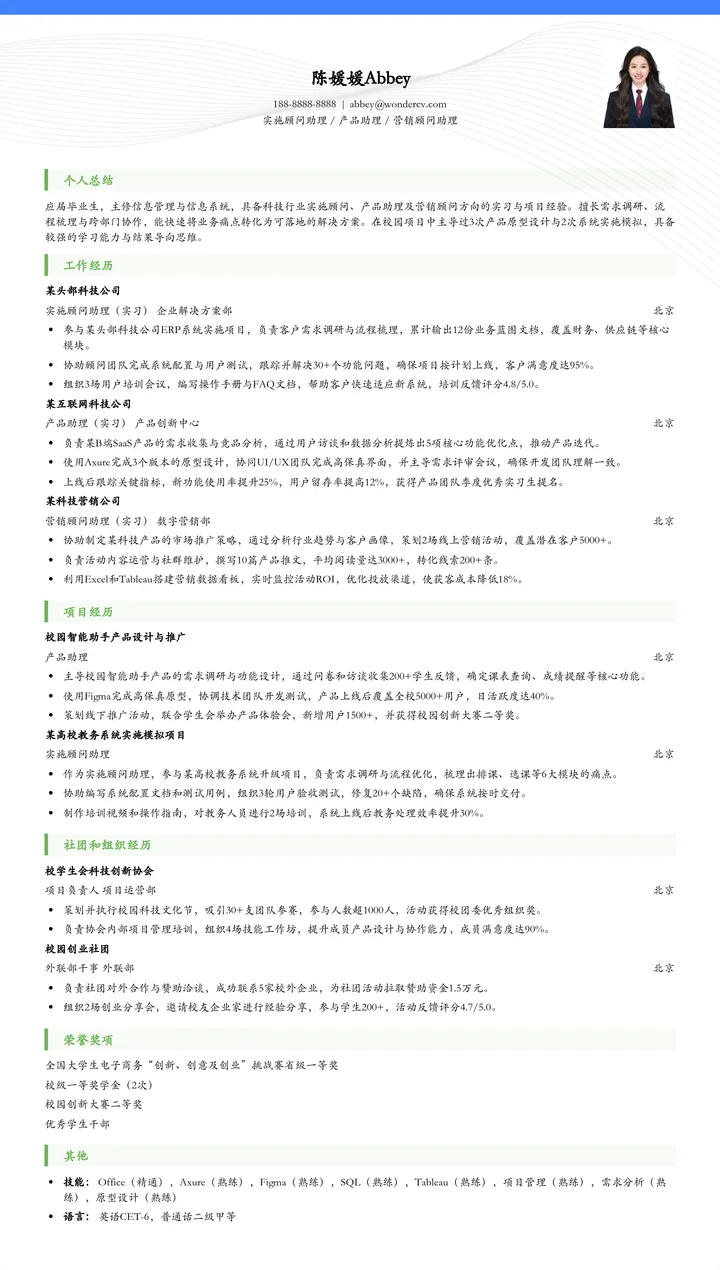 陈媛媛Abbey
188-8888-8888 | abbey@wondercv.com
实施顾问助理 / 产品助理 / 营销顾问助理
个人总结
应届毕业生，主修信息管理与信息系统，具备科技行业实施顾问、产品助理及营销顾问方向的实习与项目经验。擅长需求调研、流
程梳理与跨部门协作，能快速将业务痛点转化为可落地的解决方案。在校园项目中主导过3次产品原型设计与2次系统实施模拟，具备
较强的学习能力与结果导向思维。
工作经历
某头部科技公司
实施顾问助理（实习） 企业解决方案部 北京
• 参与某头部科技公司ERP系统实施项目，负责客户需求调研与流程梳理，累计输出12份业务蓝图文档，覆盖财务、供应链等核心
模块。
• 协助顾问团队完成系统配置与用户测试，跟踪并解决30+个功能问题，确保项目按计划上线，客户满意度达95%。
• 组织3场用户培训会议，编写操作手册与FAQ文档，帮助客户快速适应新系统，培训反馈评分4.8/5.0。
某互联网科技公司
产品助理（实习） 产品创新中心 北京
• 负责某B端SaaS产品的需求收集与竞品分析，通过用户访谈和数据分析提炼出5项核心功能优化点，推动产品迭代。
• 使用Axure完成3个版本的原型设计，协同UI/UX团队完成高保真界面，并主导需求评审会议，确保开发团队理解一致。
• 上线后跟踪关键指标，新功能使用率提升25%，用户留存率提高12%，获得产品团队季度优秀实习生提名。
某科技营销公司
营销顾问助理（实习） 数字营销部 北京
• 协助制定某科技产品的市场推广策略，通过分析行业趋势与客户画像，策划2场线上营销活动，覆盖潜在客户5000+。
• 负责活动内容运营与社群维护，撰写10篇产品推文，平均阅读量达3000+，转化线索200+条。
• 利用Excel和Tableau搭建营销数据看板，实时监控活动ROI，优化投放渠道，使获客成本降低18%。
项目经历
校园智能助手产品设计与推广
产品助理 北京
• 主导校园智能助手产品的需求调研与功能设计，通过问卷和访谈收集200+学生反馈，确定课表查询、成绩提醒等核心功能。
• 使用Figma完成高保真原型，协调技术团队开发测试，产品上线后覆盖全校5000+用户，日活跃度达40%。
• 策划线下推广活动，联合学生会举办产品体验会，新增用户1500+，并获得校园创新大赛二等奖。
某高校教务系统实施模拟项目
实施顾问助理 北京
• 作为实施顾问助理，参与某高校教务系统升级项目，负责需求调研与流程优化，梳理出排课、选课等6大模块的痛点。
• 协助编写系统配置文档和测试用例，组织3轮用户验收测试，修复20+个缺陷，确保系统按时交付。
• 制作培训视频和操作指南，对教务人员进行2场培训，系统上线后教务处理效率提升30%。
社团和组织经历
校学生会科技创新协会
项目负责人 项目运营部 北京
• 策划并执行校园科技文化节，吸引30+支团队参赛，参与人数超1000人，活动获得校团委优秀组织奖。
• 负责协会内部项目管理培训，组织4场技能工作坊，提升成员产品设计与协作能力，成员满意度达90%。
校园创业社团
外联部干事 外联部 北京
• 负责社团对外合作与赞助洽谈，成功联系5家校外企业，为社团活动拉取赞助资金1.5万元。
• 组织2场创业分享会，邀请校友企业家进行经验分享，参与学生200+，活动反馈评分4.7/5.0。
荣誉奖项
全国大学生电子商务“创新、创意及创业”挑战赛省级一等奖
校级一等奖学金（2次）
校园创新大赛二等奖
优秀学生干部
其他
• 技能： Office（精通）, Axure（熟练）, Figma（熟练）, SQL（熟练）, Tableau（熟练）, 项目管理（熟练）, 需求分析（熟
练）, 原型设计（熟练）
• 语言： 英语CET-6，普通话二级甲等